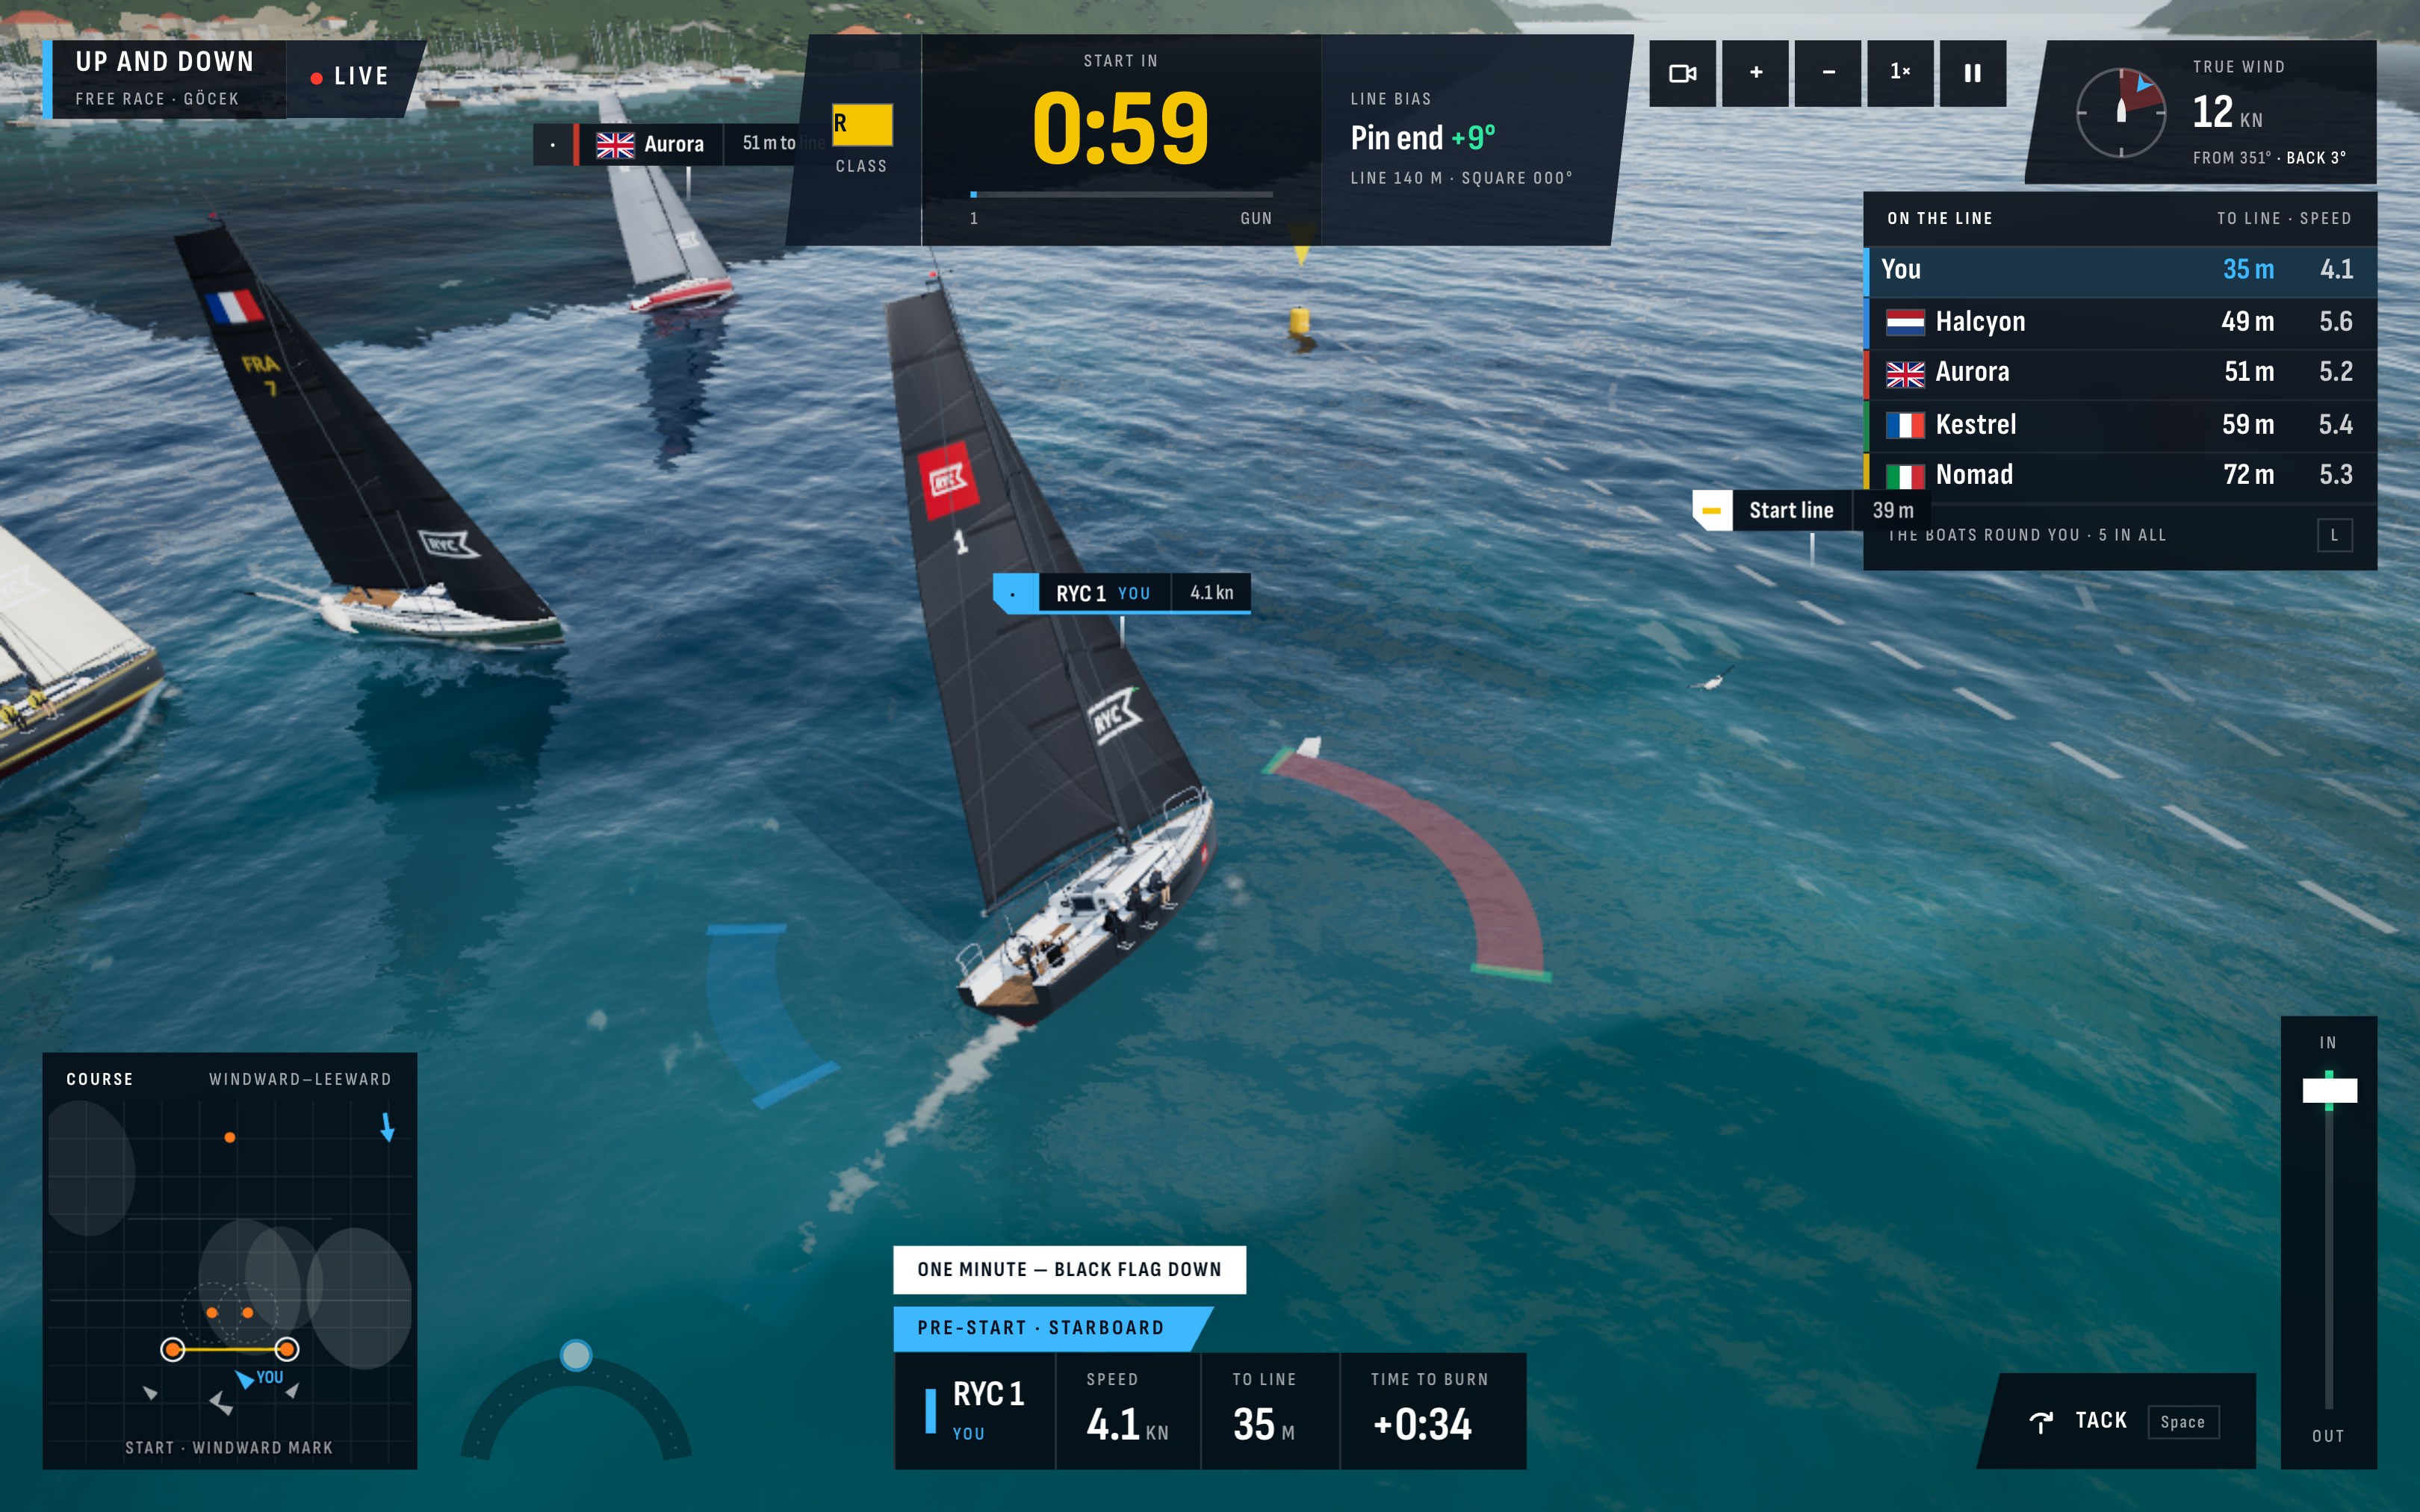 UP AND DOWN
FREE RACE · GÖCEK
LIVE
Aurora
51 m to line
R
CLASS
START IN
0:59
1
GUN
LINE BIAS
Pin end +9°
LINE 140 M · SQUARE 000°
+
−
1×
TRUE WIND
12 KN
FROM 351° · BACK 3°
ON THE LINE
TO LINE · SPEED
You 35 m 4.1
Halcyon 49 m 5.6
Aurora 51 m 5.2
Kestrel 59 m 5.4
Nomad 72 m 5.3
THE BOATS ROUND YOU · 5 IN ALL
L
Start line 39 m
FRA
7
RYC
RYC
1
RYC 1 YOU 4.1 kn
RYC
COURSE
WINDWARD–LEEWARD
YOU
START · WINDWARD MARK
ONE MINUTE — BLACK FLAG DOWN
PRE-START · STARBOARD
RYC 1
YOU
SPEED
4.1 KN
TO LINE
35 M
TIME TO BURN
+0:34
TACK
Space
IN
OUT